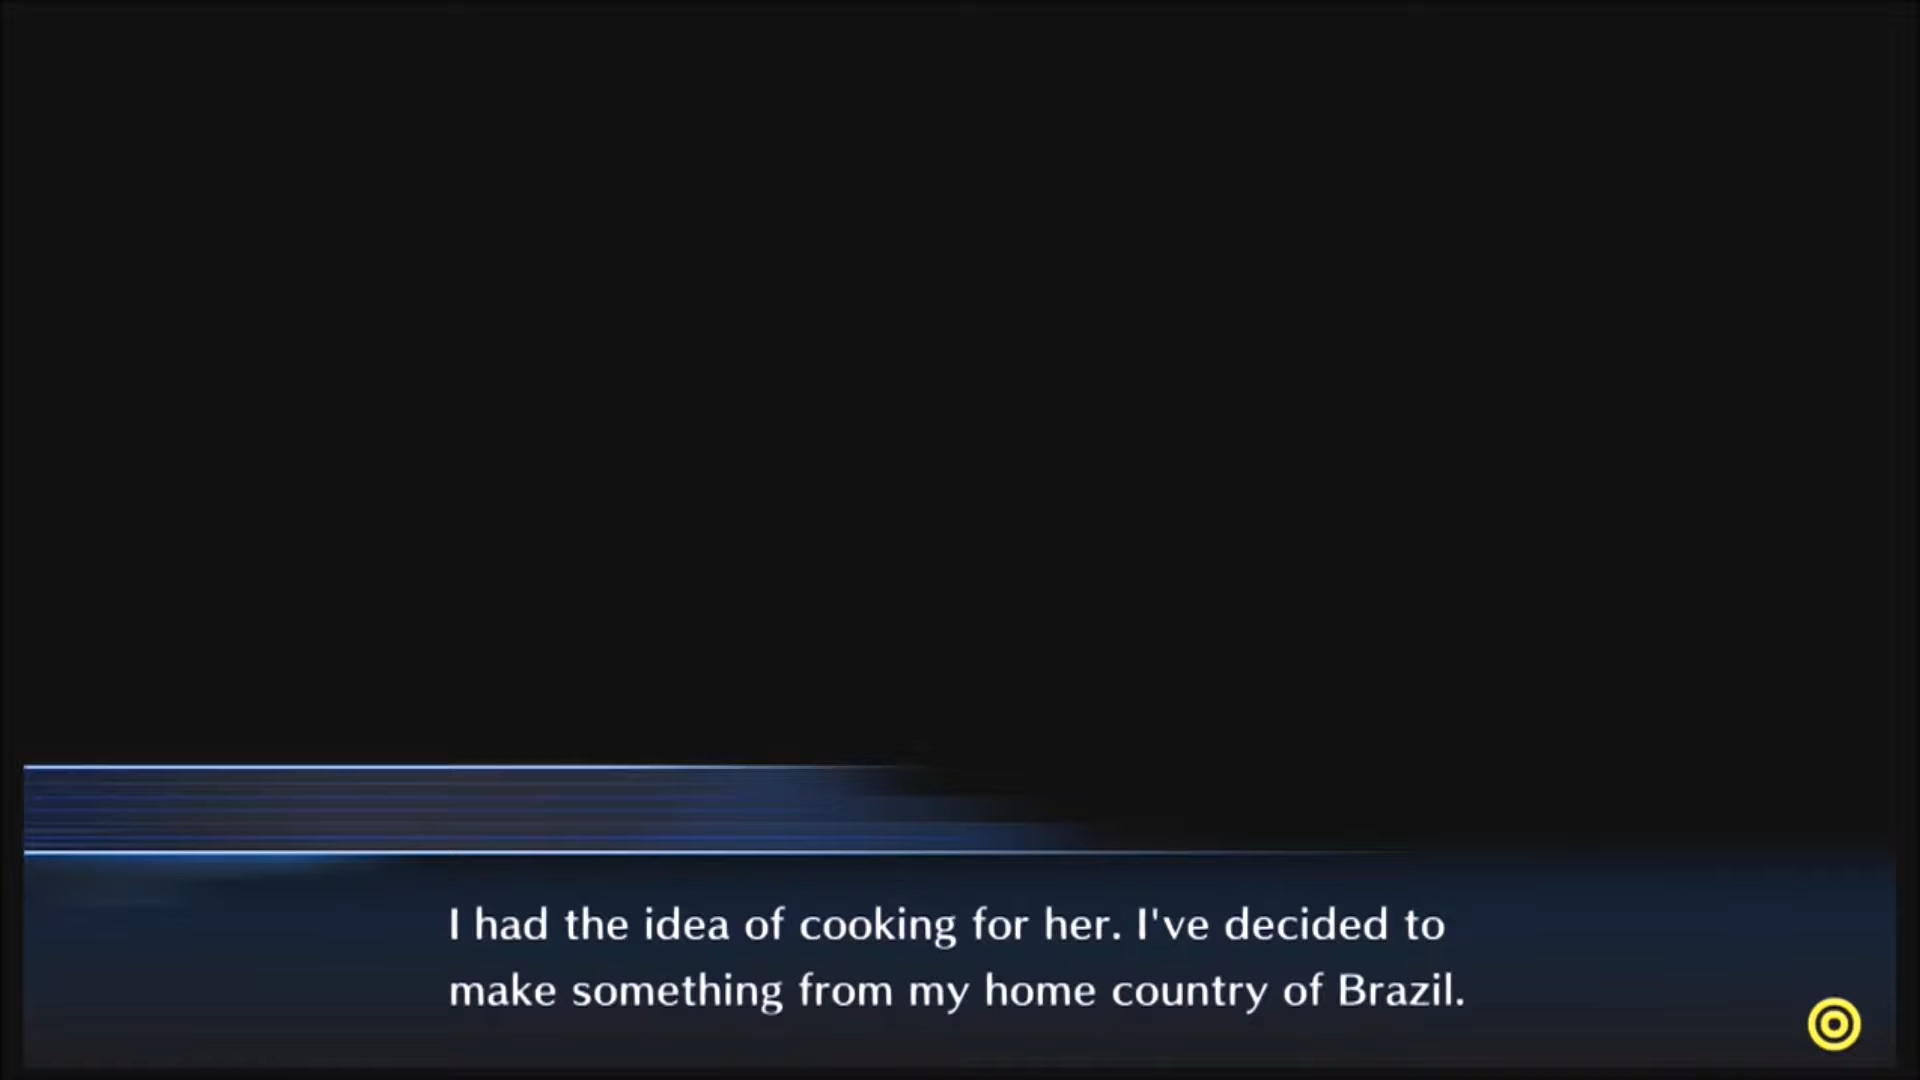 I had the idea of cooking for her. I've decided to
make something from my home country of Brazil.